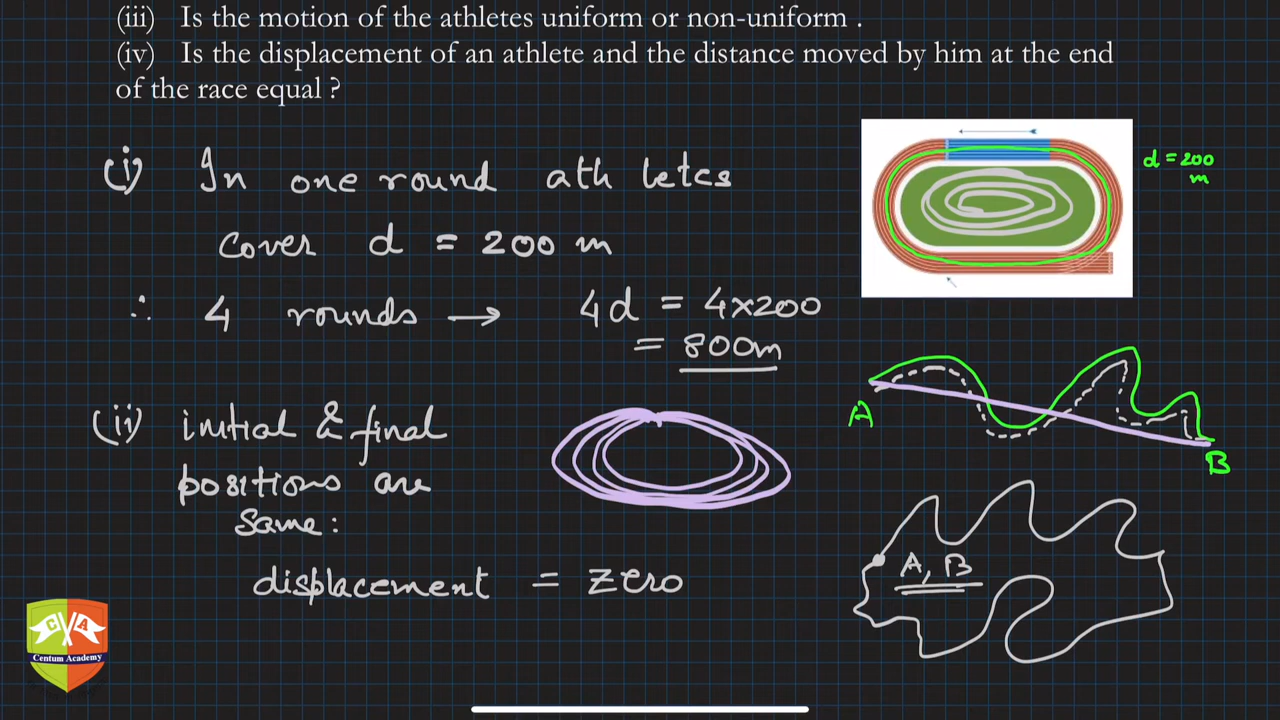 (iii) Is the motion of the athletes uniform or non-uniform .
(iv) Is the displacement of an athlete and the distance moved by him at the end
of the race equal ?
(i) In one round athletes
cover d = 200 m
∴ 4 rounds → 4d = 4x200
= 800m
(ii) initial & final
positions are
same:
displacement = zero
d = 200
m
A
B
A, B
C A
Centum Academy